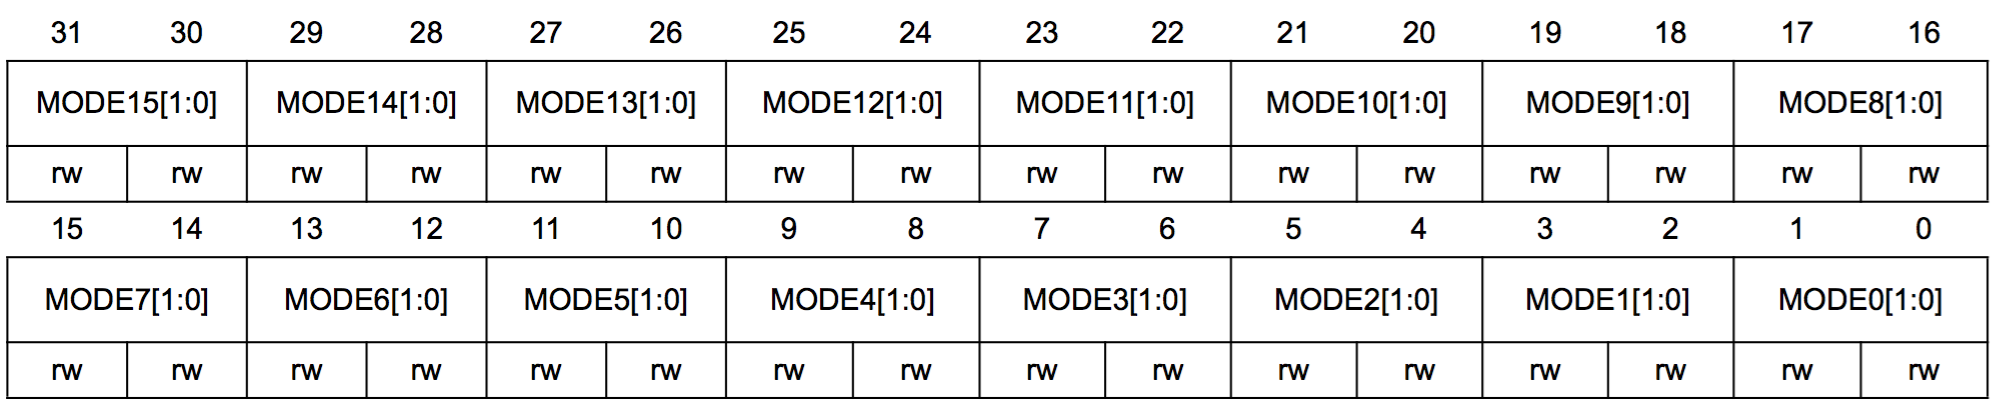 31 30 29 28 27 26 25 24 23 22 21 20 19 18 17 16
MODE15[1:0] MODE14[1:0] MODE13[1:0] MODE12[1:0] MODE11[1:0] MODE10[1:0] MODE9[1:0] MODE8[1:0]
rw rw rw rw rw rw rw rw rw rw rw rw rw rw rw rw
15 14 13 12 11 10 9 8 7 6 5 4 3 2 1 0
MODE7[1:0] MODE6[1:0] MODE5[1:0] MODE4[1:0] MODE3[1:0] MODE2[1:0] MODE1[1:0] MODE0[1:0]
rw rw rw rw rw rw rw rw rw rw rw rw rw rw rw rw